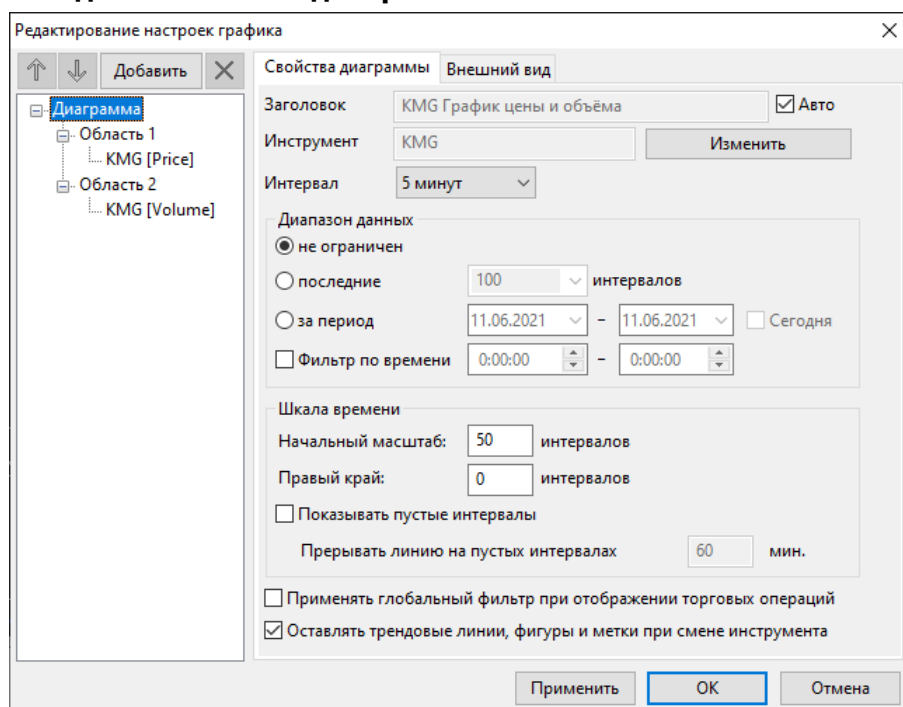 Редактирование настроек графика
Добавить
Свойства диаграммы Внешний вид
Диаграмма
Область 1
KMG [Price]
Область 2
KMG [Volume]
Заголовок KMG График цены и объёма Авто
Инструмент KMG Изменить
Интервал 5 минут
Диапазон данных
не ограничен
последние 100 интервалов
за период 11.06.2021 – 11.06.2021 Сегодня
Фильтр по времени 0:00:00 – 0:00:00
Шкала времени
Начальный масштаб: 50 интервалов
Правый край: 0 интервалов
Показывать пустые интервалы
Прерывать линию на пустых интервалах 60 мин.
Применять глобальный фильтр при отображении торговых операций
Оставлять трендовые линии, фигуры и метки при смене инструмента
Применить OK Отмена